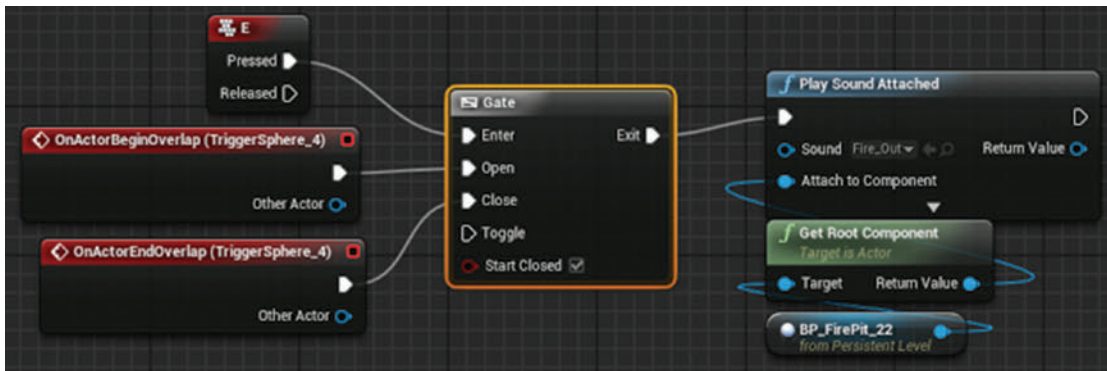 E
Pressed
Released
OnActorBeginOverlap (TriggerSphere_4)
Other Actor
OnActorEndOverlap (TriggerSphere_4)
Other Actor
Gate
Enter
Exit
Open
Close
Toggle
Start Closed
f Play Sound Attached
Sound Fire_Out Return Value
Attach to Component
f Get Root Component
Target is Actor
Target Return Value
BP_FirePit_22
from Persistent Level